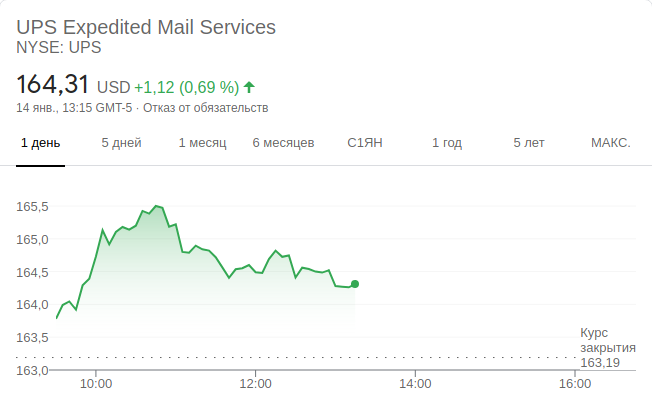 UPS Expedited Mail Services
NYSE: UPS
164,31 USD +1,12 (0,69 %)
14 янв., 13:15 GMT-5 · Отказ от обязательств
1 день 5 дней 1 месяц 6 месяцев С1ЯН 1 год 5 лет МАКС.
165,5
165,0
164,5
164,0
163,5
163,0
Курс
закрытия
163,19
10:00 12:00 14:00 16:00